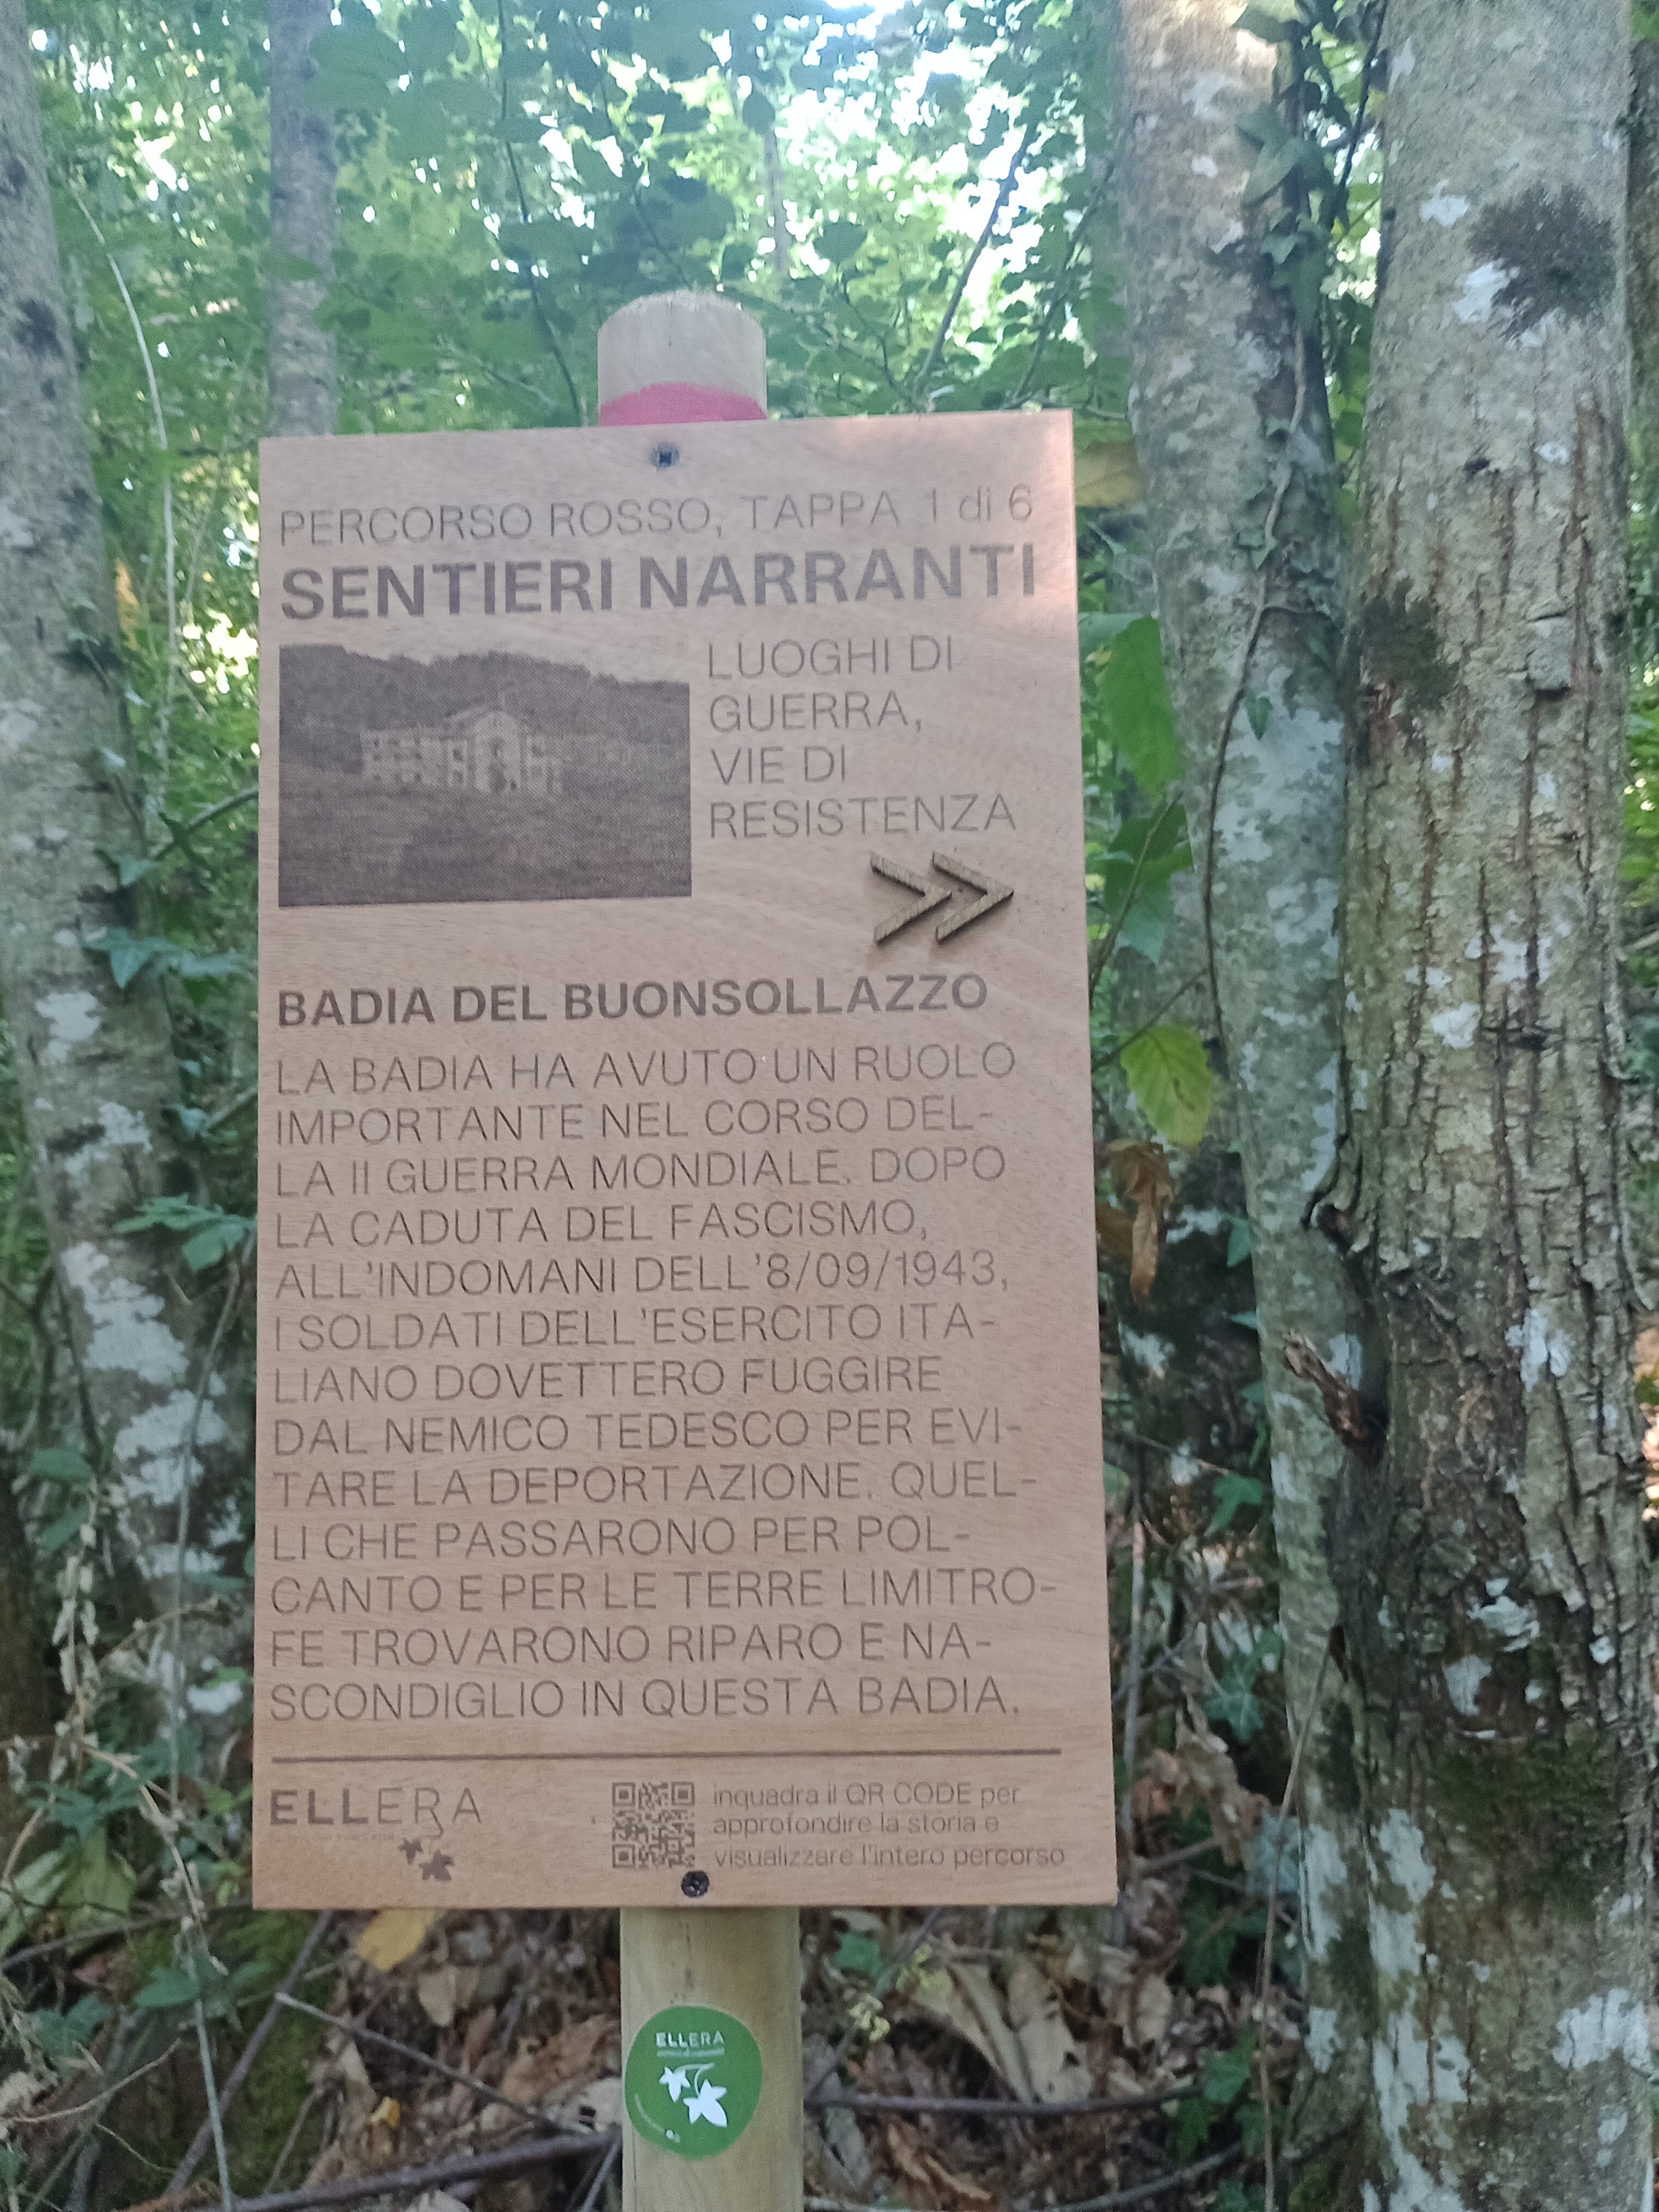 PERCORSO ROSSO, TAPPA 1 di 6
SENTIERI NARRANTI
LUOGHI DI
GUERRA,
VIE DI
RESISTENZA
BADIA DEL BUONSOLLAZZO
LA BADIA HA AVUTO UN RUOLO
IMPORTANTE NEL CORSO DEL-
LA II GUERRA MONDIALE. DOPO
LA CADUTA DEL FASCISMO,
ALL'INDOMANI DELL'8/09/1943,
I SOLDATI DELL'ESERCITO ITA-
LIANO DOVETTERO FUGGIRE
DAL NEMICO TEDESCO PER EVI-
TARE LA DEPORTAZIONE. QUEL-
LI CHE PASSARONO PER POL-
CANTO E PER LE TERRE LIMITRO-
FE TROVARONO RIPARO E NA-
SCONDIGLIO IN QUESTA BADIA.
ELLERA
inquadra il QR CODE per
approfondire la storia e
visualizzare l'intero percorso
ELLERA